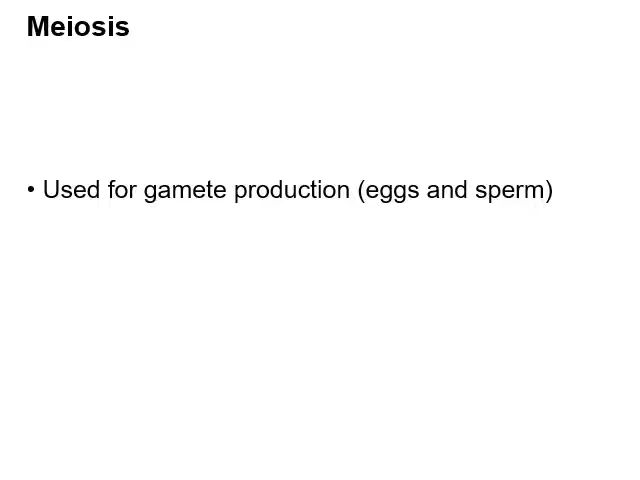 Meiosis
• Used for gamete production (eggs and sperm)